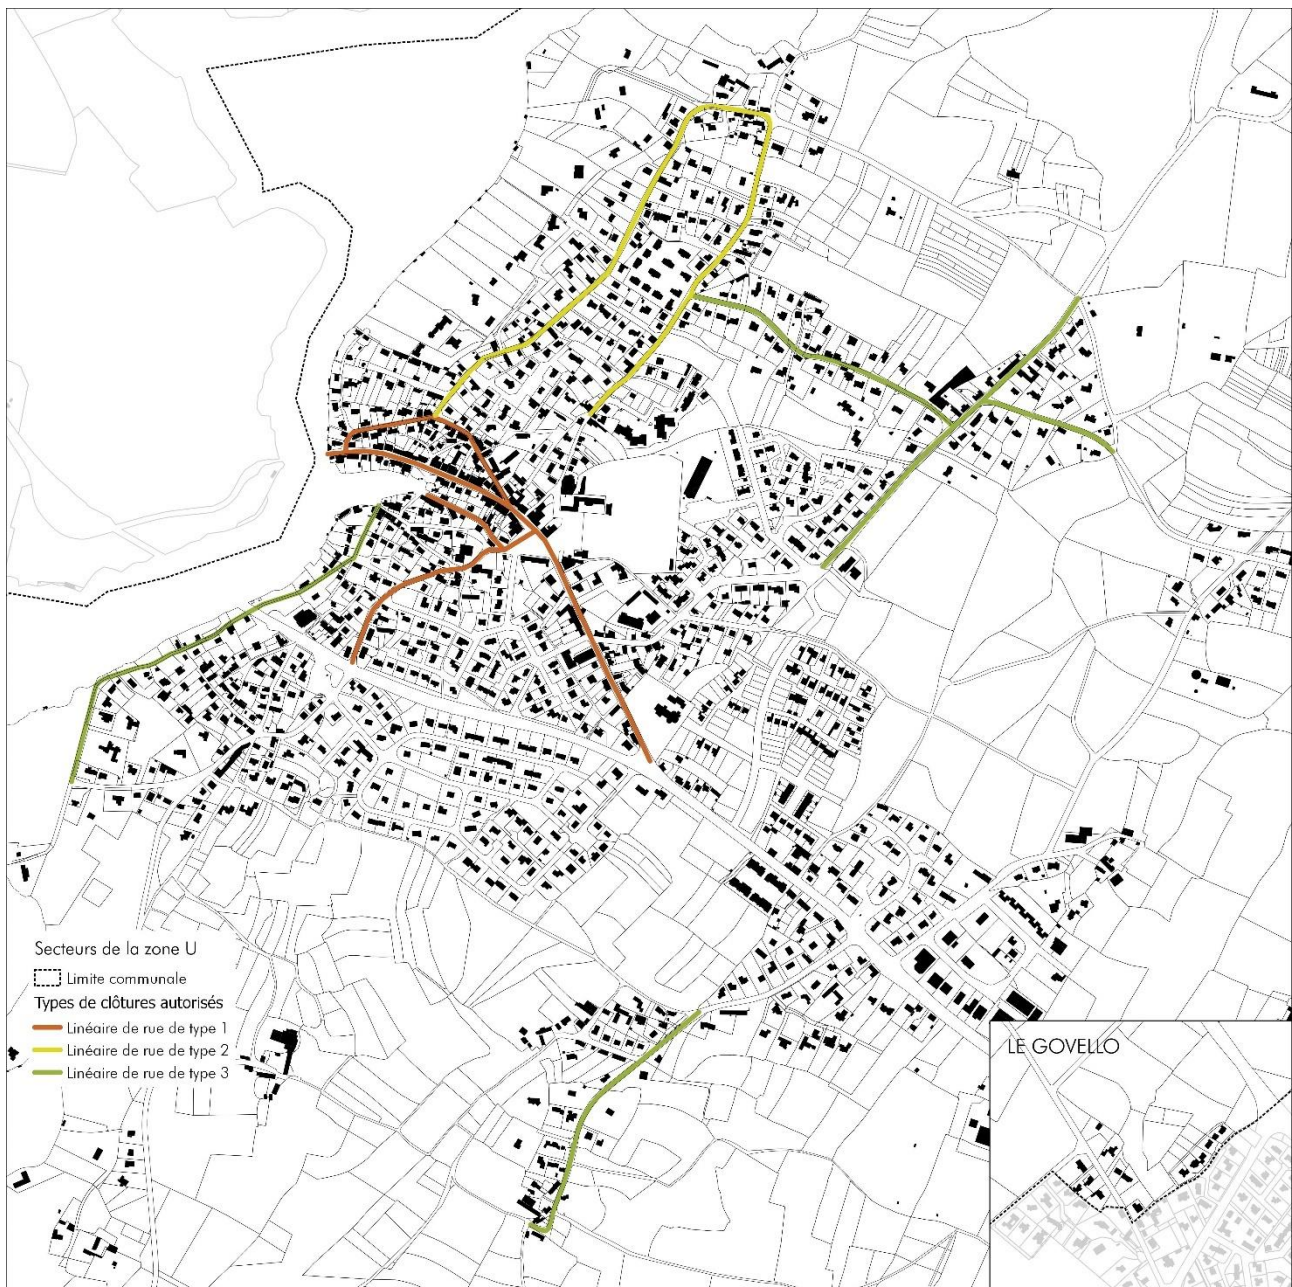 Secteurs de la zone U
Limite communale
Types de clôtures autorisés
Linéaire de rue de type 1
Linéaire de rue de type 2
Linéaire de rue de type 3
LE GOVELLO